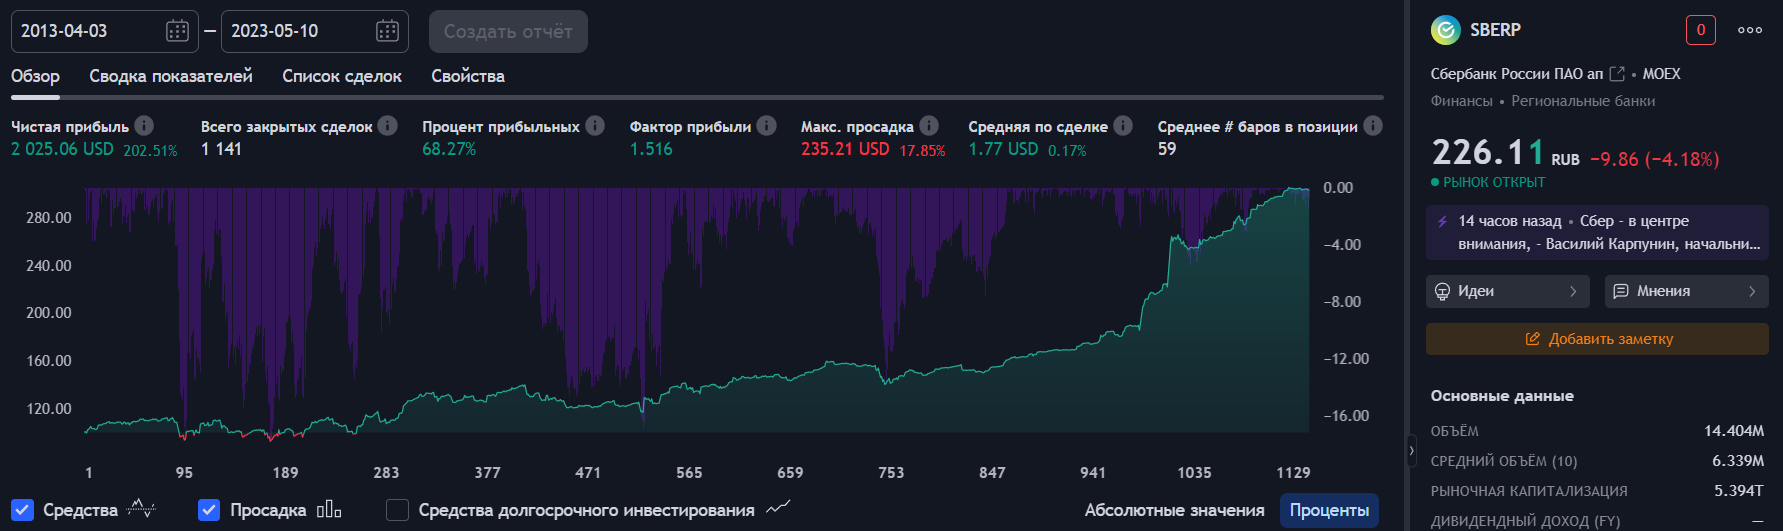 2013-04-03 — 2023-05-10 Создать отчёт
Обзор Сводка показателей Список сделок Свойства
Чистая прибыль Всего закрытых сделок Процент прибыльных Фактор прибыли Макс. просадка Средняя по сделке Среднее # баров в позиции
2 025.06 USD 202.51% 1 141 68.27% 1.516 235.21 USD 17.85% 1.77 USD 0.17% 59
280.00
240.00
200.00
160.00
120.00
0.00
−4.00
−8.00
−12.00
−16.00
1 95 189 283 377 471 565 659 753 847 941 1035 1129
Средства Просадка Средства долгосрочного инвестирования Абсолютные значения Проценты
SBERP 0
Сбербанк России ПАО ап • MOEX
Финансы • Региональные банки
226.11 RUB −9.86 (−4.18%)
РЫНОК ОТКРЫТ
14 часов назад • Сбер - в центре
внимания, - Василий Карпунин, начальни...
Идеи Мнения
Добавить заметку
Основные данные
ОБЪЁМ 14.404M
СРЕДНИЙ ОБЪЁМ (10) 6.339M
РЫНОЧНАЯ КАПИТАЛИЗАЦИЯ 5.394T
ДИВИДЕНДНЫЙ ДОХОД (FY) —